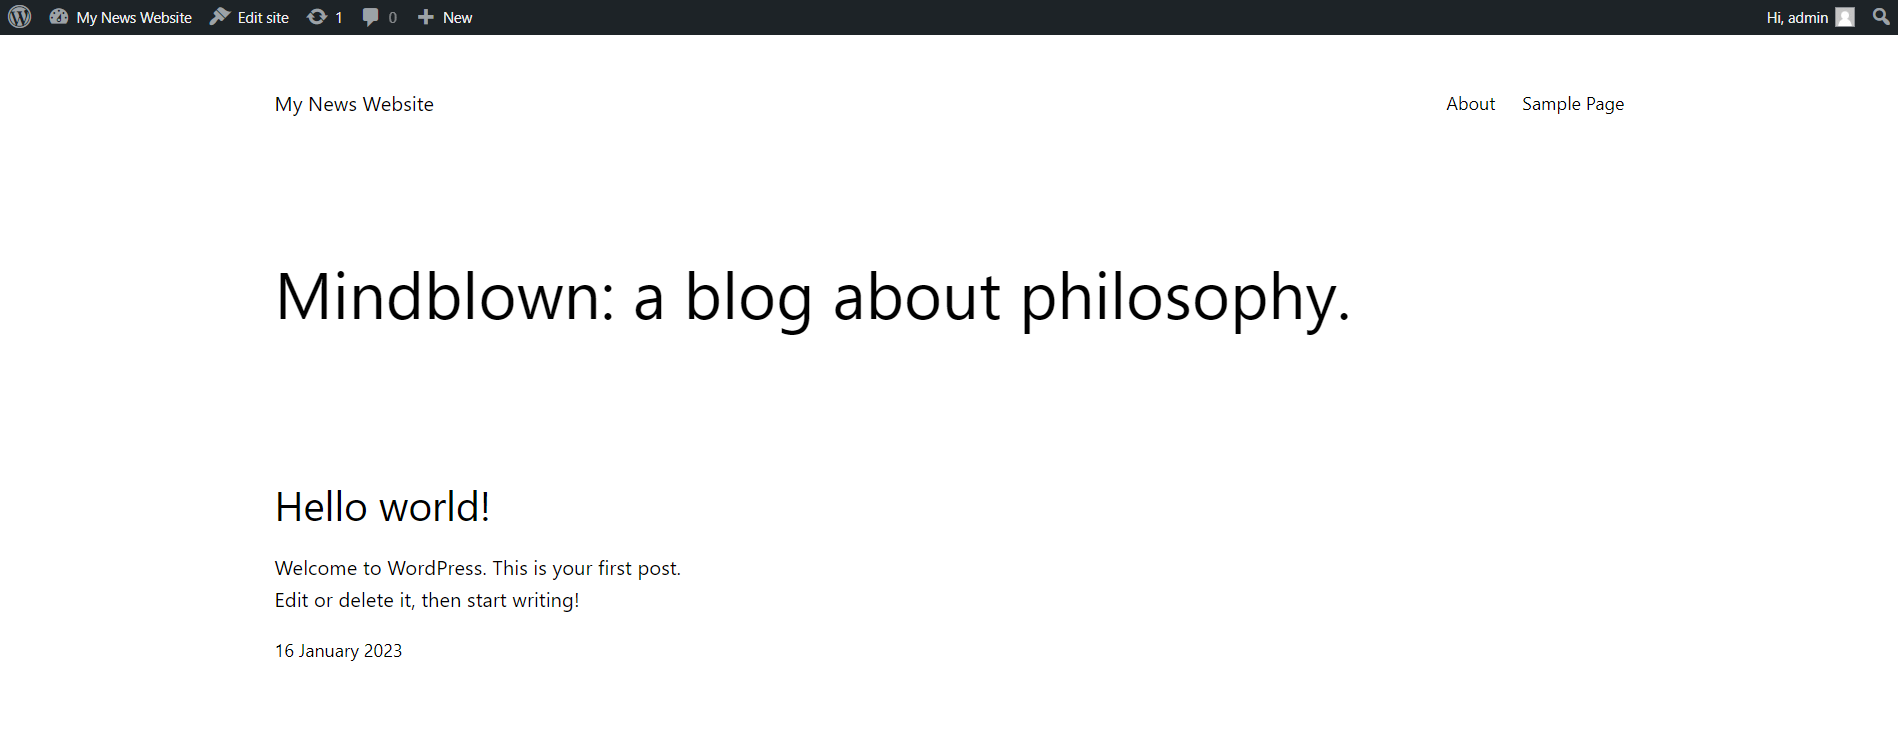 My News Website Edit site 1 0 New Hi, admin
My News Website About Sample Page
Mindblown: a blog about philosophy.
Hello world!
Welcome to WordPress. This is your first post.
Edit or delete it, then start writing!
16 January 2023